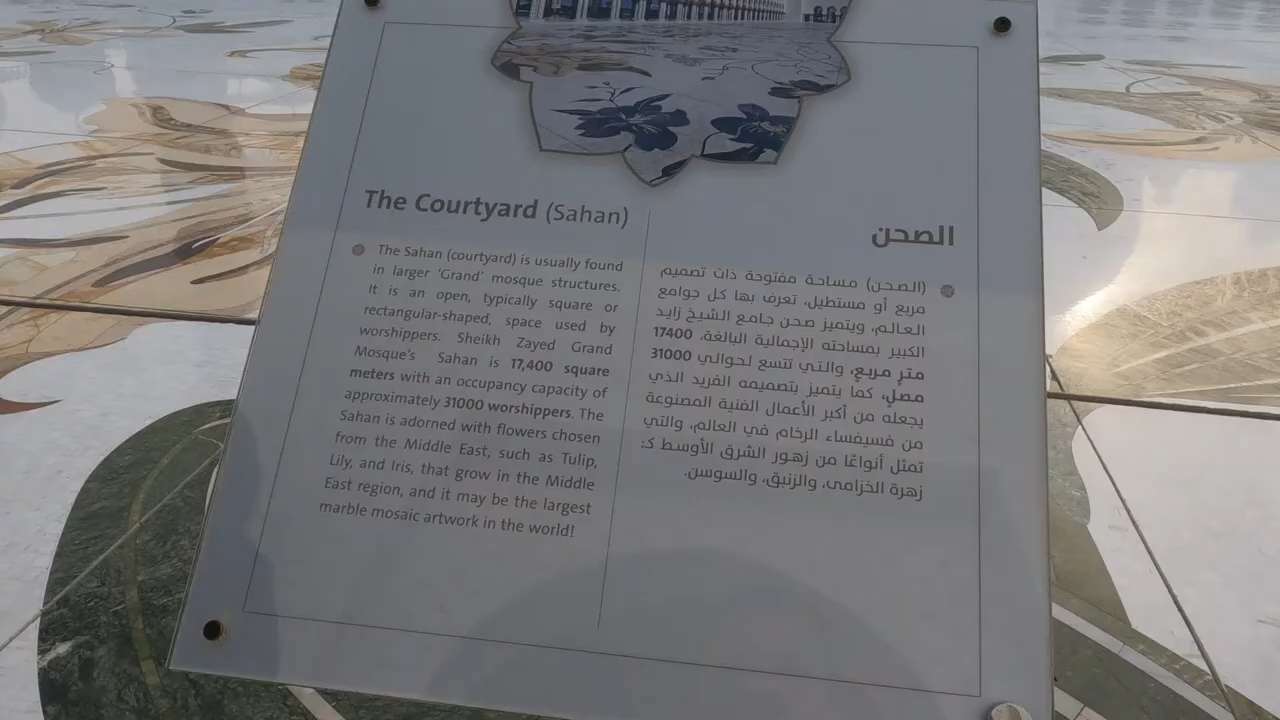 The Courtyard (Sahan)
The Sahan (courtyard) is usually found
in larger ‘Grand’ mosque structures.
It is an open, typically square or
rectangular-shaped, space used by
worshippers. Sheikh Zayed Grand
Mosque’s Sahan is 17,400 square
meters with an occupancy capacity of
approximately 31000 worshippers. The
Sahan is adorned with flowers chosen
from the Middle East, such as Tulip,
Lily, and Iris, that grow in the Middle
East region, and it may be the largest
marble mosaic artwork in the world!
الصحن
(الصحن) مساحة مفتوحة ذات تصميم
مربع أو مستطيل، تعرف بها كل جوامع
العالم، ويتميز صحن جامع الشيخ زايد
الكبير بمساحته الإجمالية البالغة، 17400
متر مربع، والتي تتسع لحوالي 31000
مصلٍ، كما يتميز بتصميمه الفريد الذي
يجعله من أكبر الأعمال الفنية المصنوعة
من فسيفساء الرخام في العالم، والتي
تمثل أنواعًا من زهور الشرق الأوسط كـ:
زهرة الخزامى، والزنبق، والسوسن.